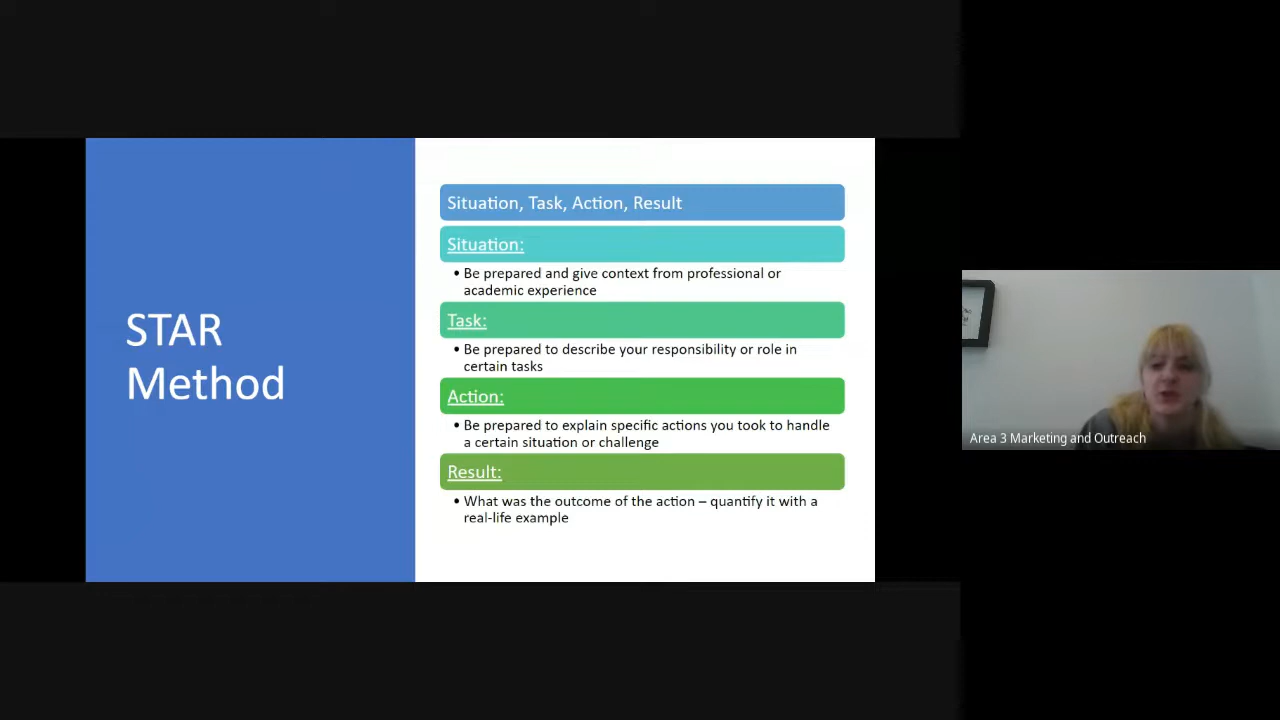 STAR
Method
Situation, Task, Action, Result
Situation:
• Be prepared and give context from professional or
academic experience
Task:
• Be prepared to describe your responsibility or role in
certain tasks
Action:
• Be prepared to explain specific actions you took to handle
a certain situation or challenge
Result:
• What was the outcome of the action – quantify it with a
real-life example
Area 3 Marketing and Outreach